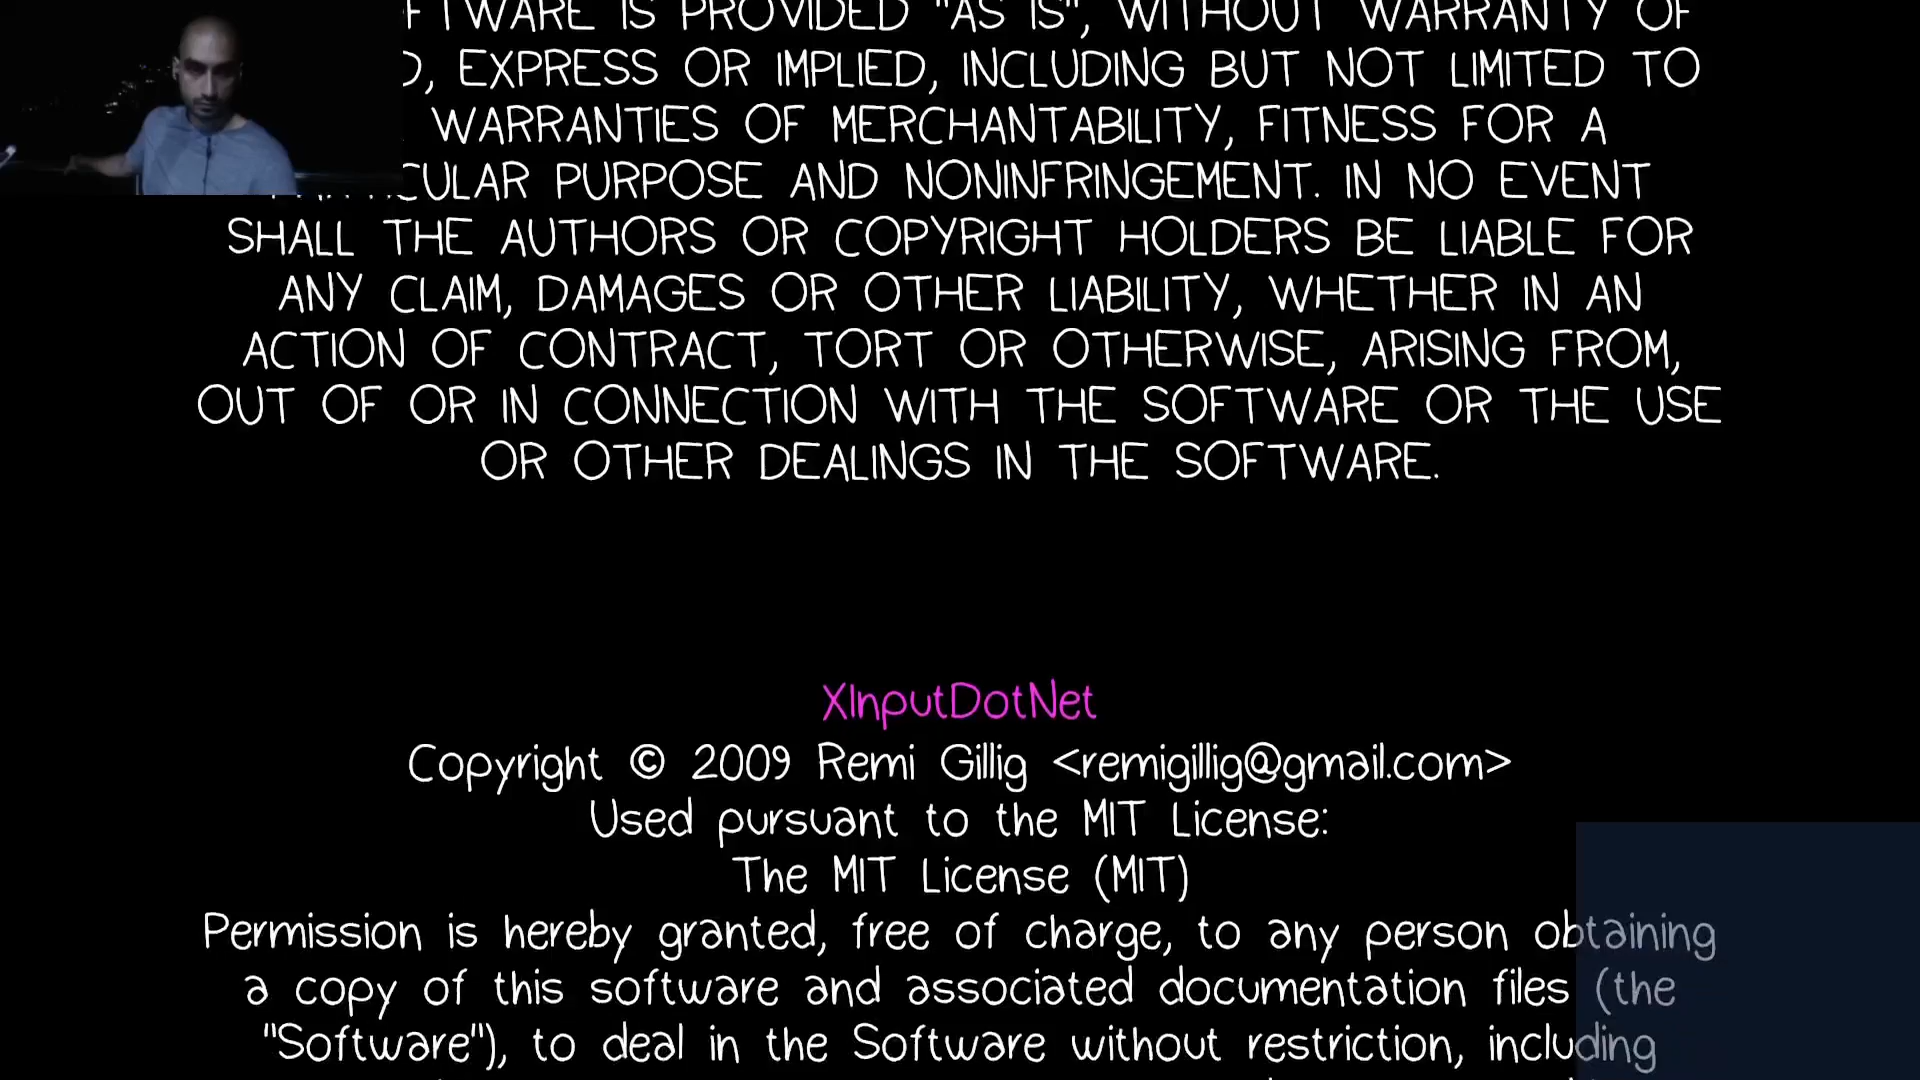 FTWARE IS PROVIDED "AS IS", WITHOUT WARRANTY OF
, EXPRESS OR IMPLIED, INCLUDING BUT NOT LIMITED TO
WARRANTIES OF MERCHANTABILITY, FITNESS FOR A
CULAR PURPOSE AND NONINFRINGEMENT. IN NO EVENT
SHALL THE AUTHORS OR COPYRIGHT HOLDERS BE LIABLE FOR
ANY CLAIM, DAMAGES OR OTHER LIABILITY, WHETHER IN AN
ACTION OF CONTRACT, TORT OR OTHERWISE, ARISING FROM,
OUT OF OR IN CONNECTION WITH THE SOFTWARE OR THE USE
OR OTHER DEALINGS IN THE SOFTWARE.
XInputDotNet
Copyright © 2009 Remi Gillig <remigillig@gmail.com>
Used pursuant to the MIT License:
The MIT License (MIT)
Permission is hereby granted, free of charge, to any person obtaining
a copy of this software and associated documentation files (the
"Software"), to deal in the Software without restriction, including